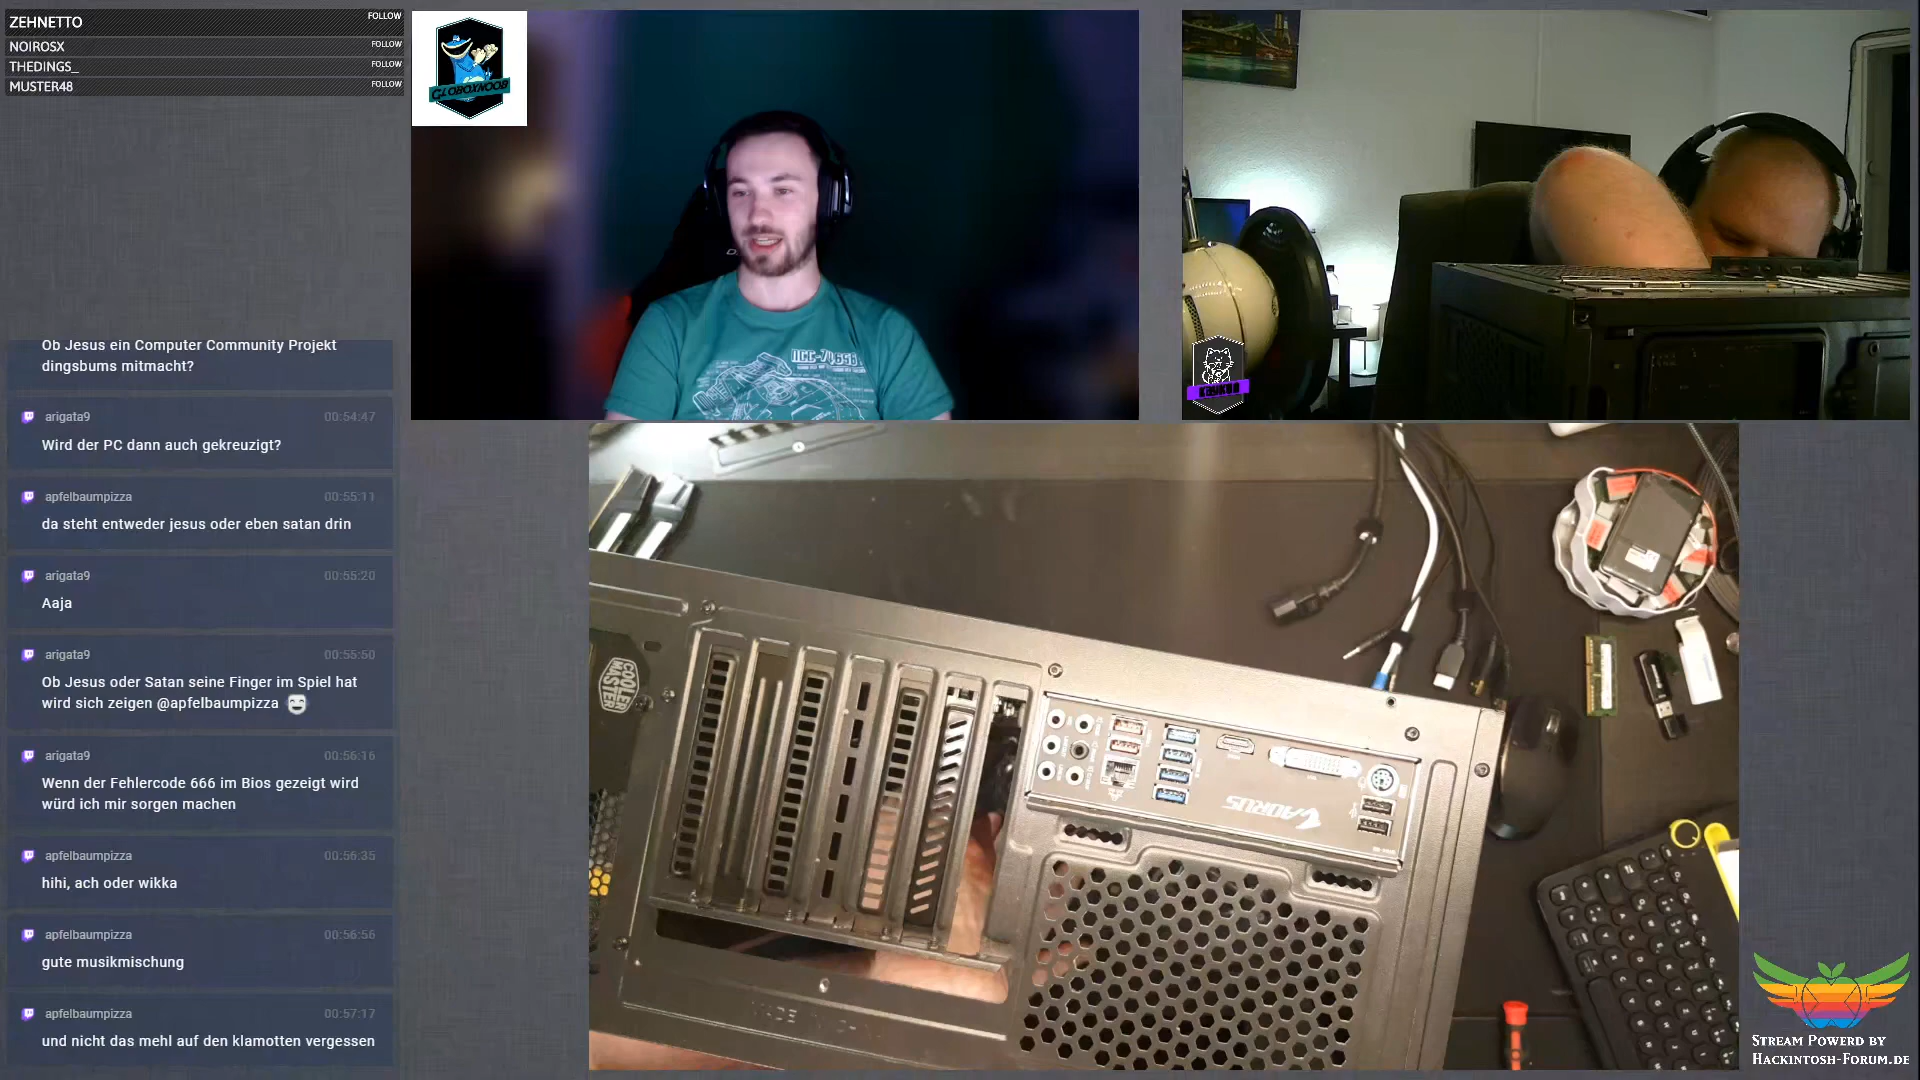 ZEHNETTO
FOLLOW
NOIROSX
FOLLOW
THEDINGS_
FOLLOW
MUSTER48
FOLLOW
Ob Jesus ein Computer Community Projekt
dingsbums mitmacht?
arigata9
00:54:47
Wird der PC dann auch gekreuzigt?
apfelbaumpizza
00:55:11
da steht entweder jesus oder eben satan drin
arigata9
00:55:20
Aaja
arigata9
00:55:50
Ob Jesus oder Satan seine Finger im Spiel hat
wird sich zeigen @apfelbaumpizza
arigata9
00:56:16
Wenn der Fehlercode 666 im Bios gezeigt wird
würd ich mir sorgen machen
apfelbaumpizza
00:56:35
hihi, ach oder wikka
apfelbaumpizza
00:56:56
gute musikmischung
apfelbaumpizza
00:57:17
und nicht das mehl auf den klamotten vergessen
GLOBOXNOOB
COOLER
MASTER
AORUS
STREAM POWERD BY
HACKINTOSH-FORUM.DE